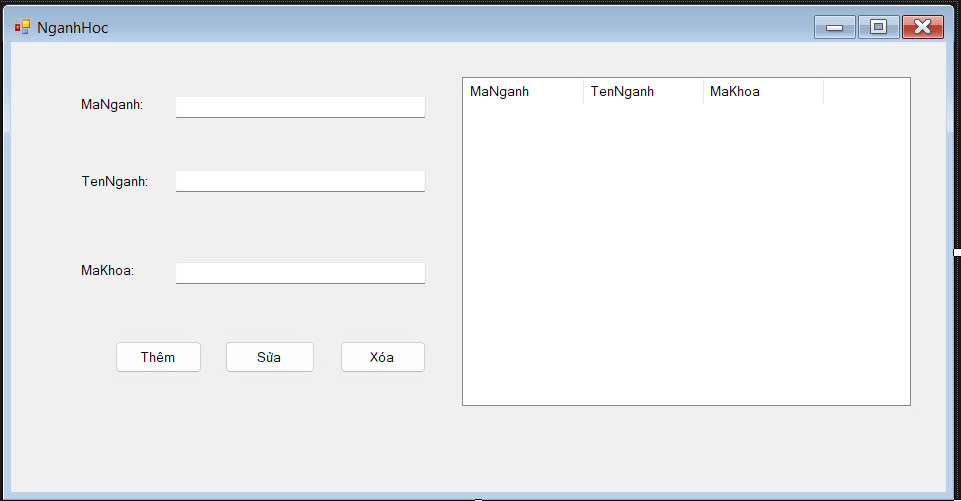 NganhHoc
MaNganh:
TenNganh:
MaKhoa:
Thêm Sửa Xóa
MaNganh TenNganh MaKhoa